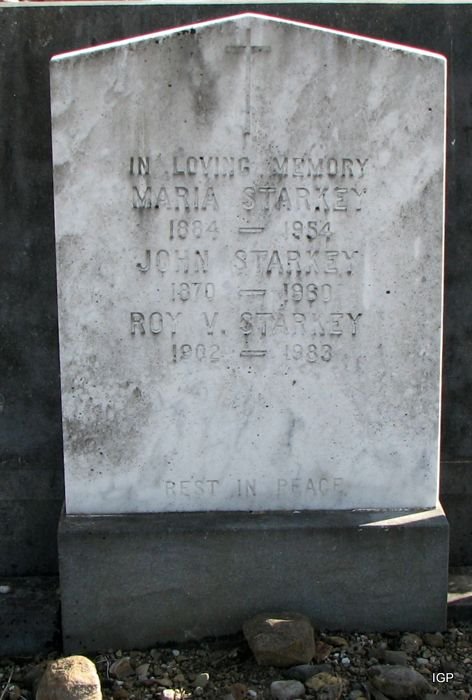 IN LOVING MEMORY
MARIA STARKEY
1884 — 1954
JOHN STARKEY
1870 — 1960
ROY V. STARKEY
1902 — 1983
REST IN PEACE
IGP